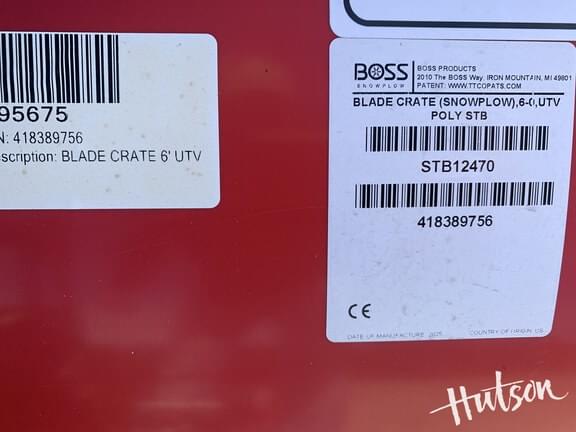 95675
N: 418389756
scription: BLADE CRATE 6' UTV
BOSS
SNOWPLOW
BOSS PRODUCTS
2010 The BOSS Way, IRON MOUNTAIN, MI 49801
PATENT: WWW.TTCOPATS.COM
BLADE CRATE (SNOWPLOW),6-0,UTV
POLY STB
STB12470
418389756
CE
DATE OF MANUFACTURE: 2025
COUNTRY OF ORIGIN: US
Hutson